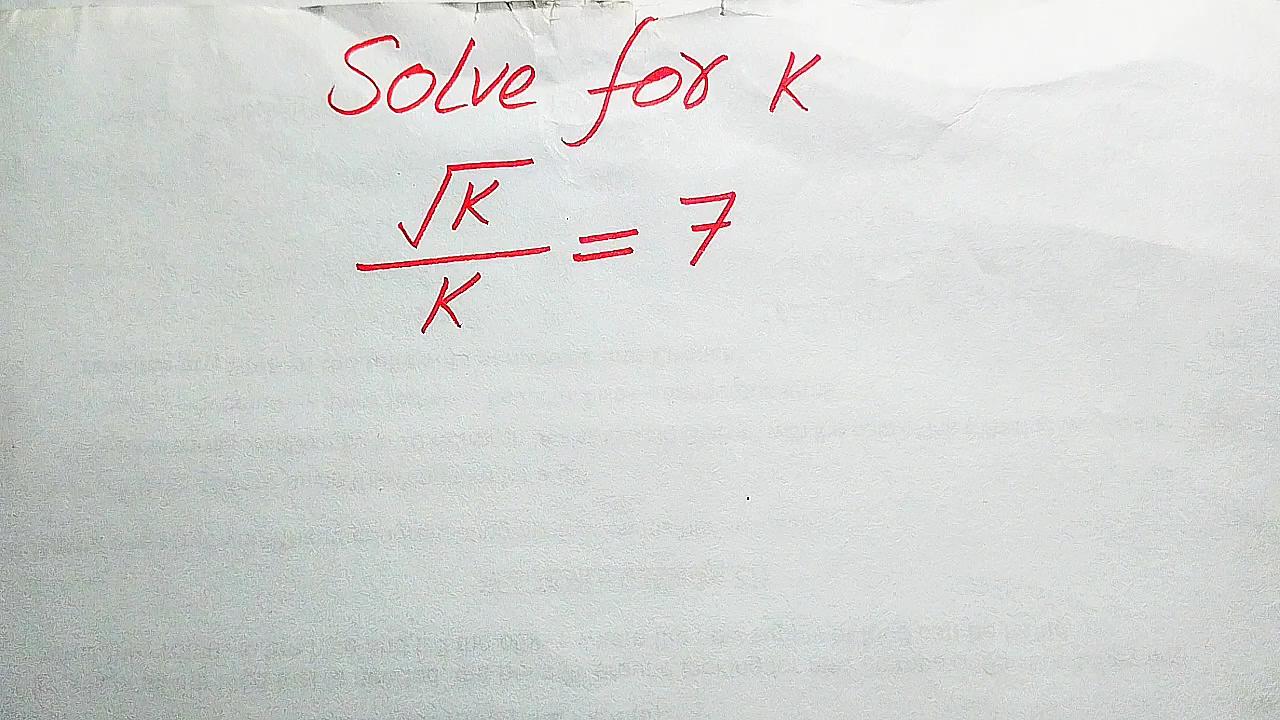 Solve for K
√K / K = 7